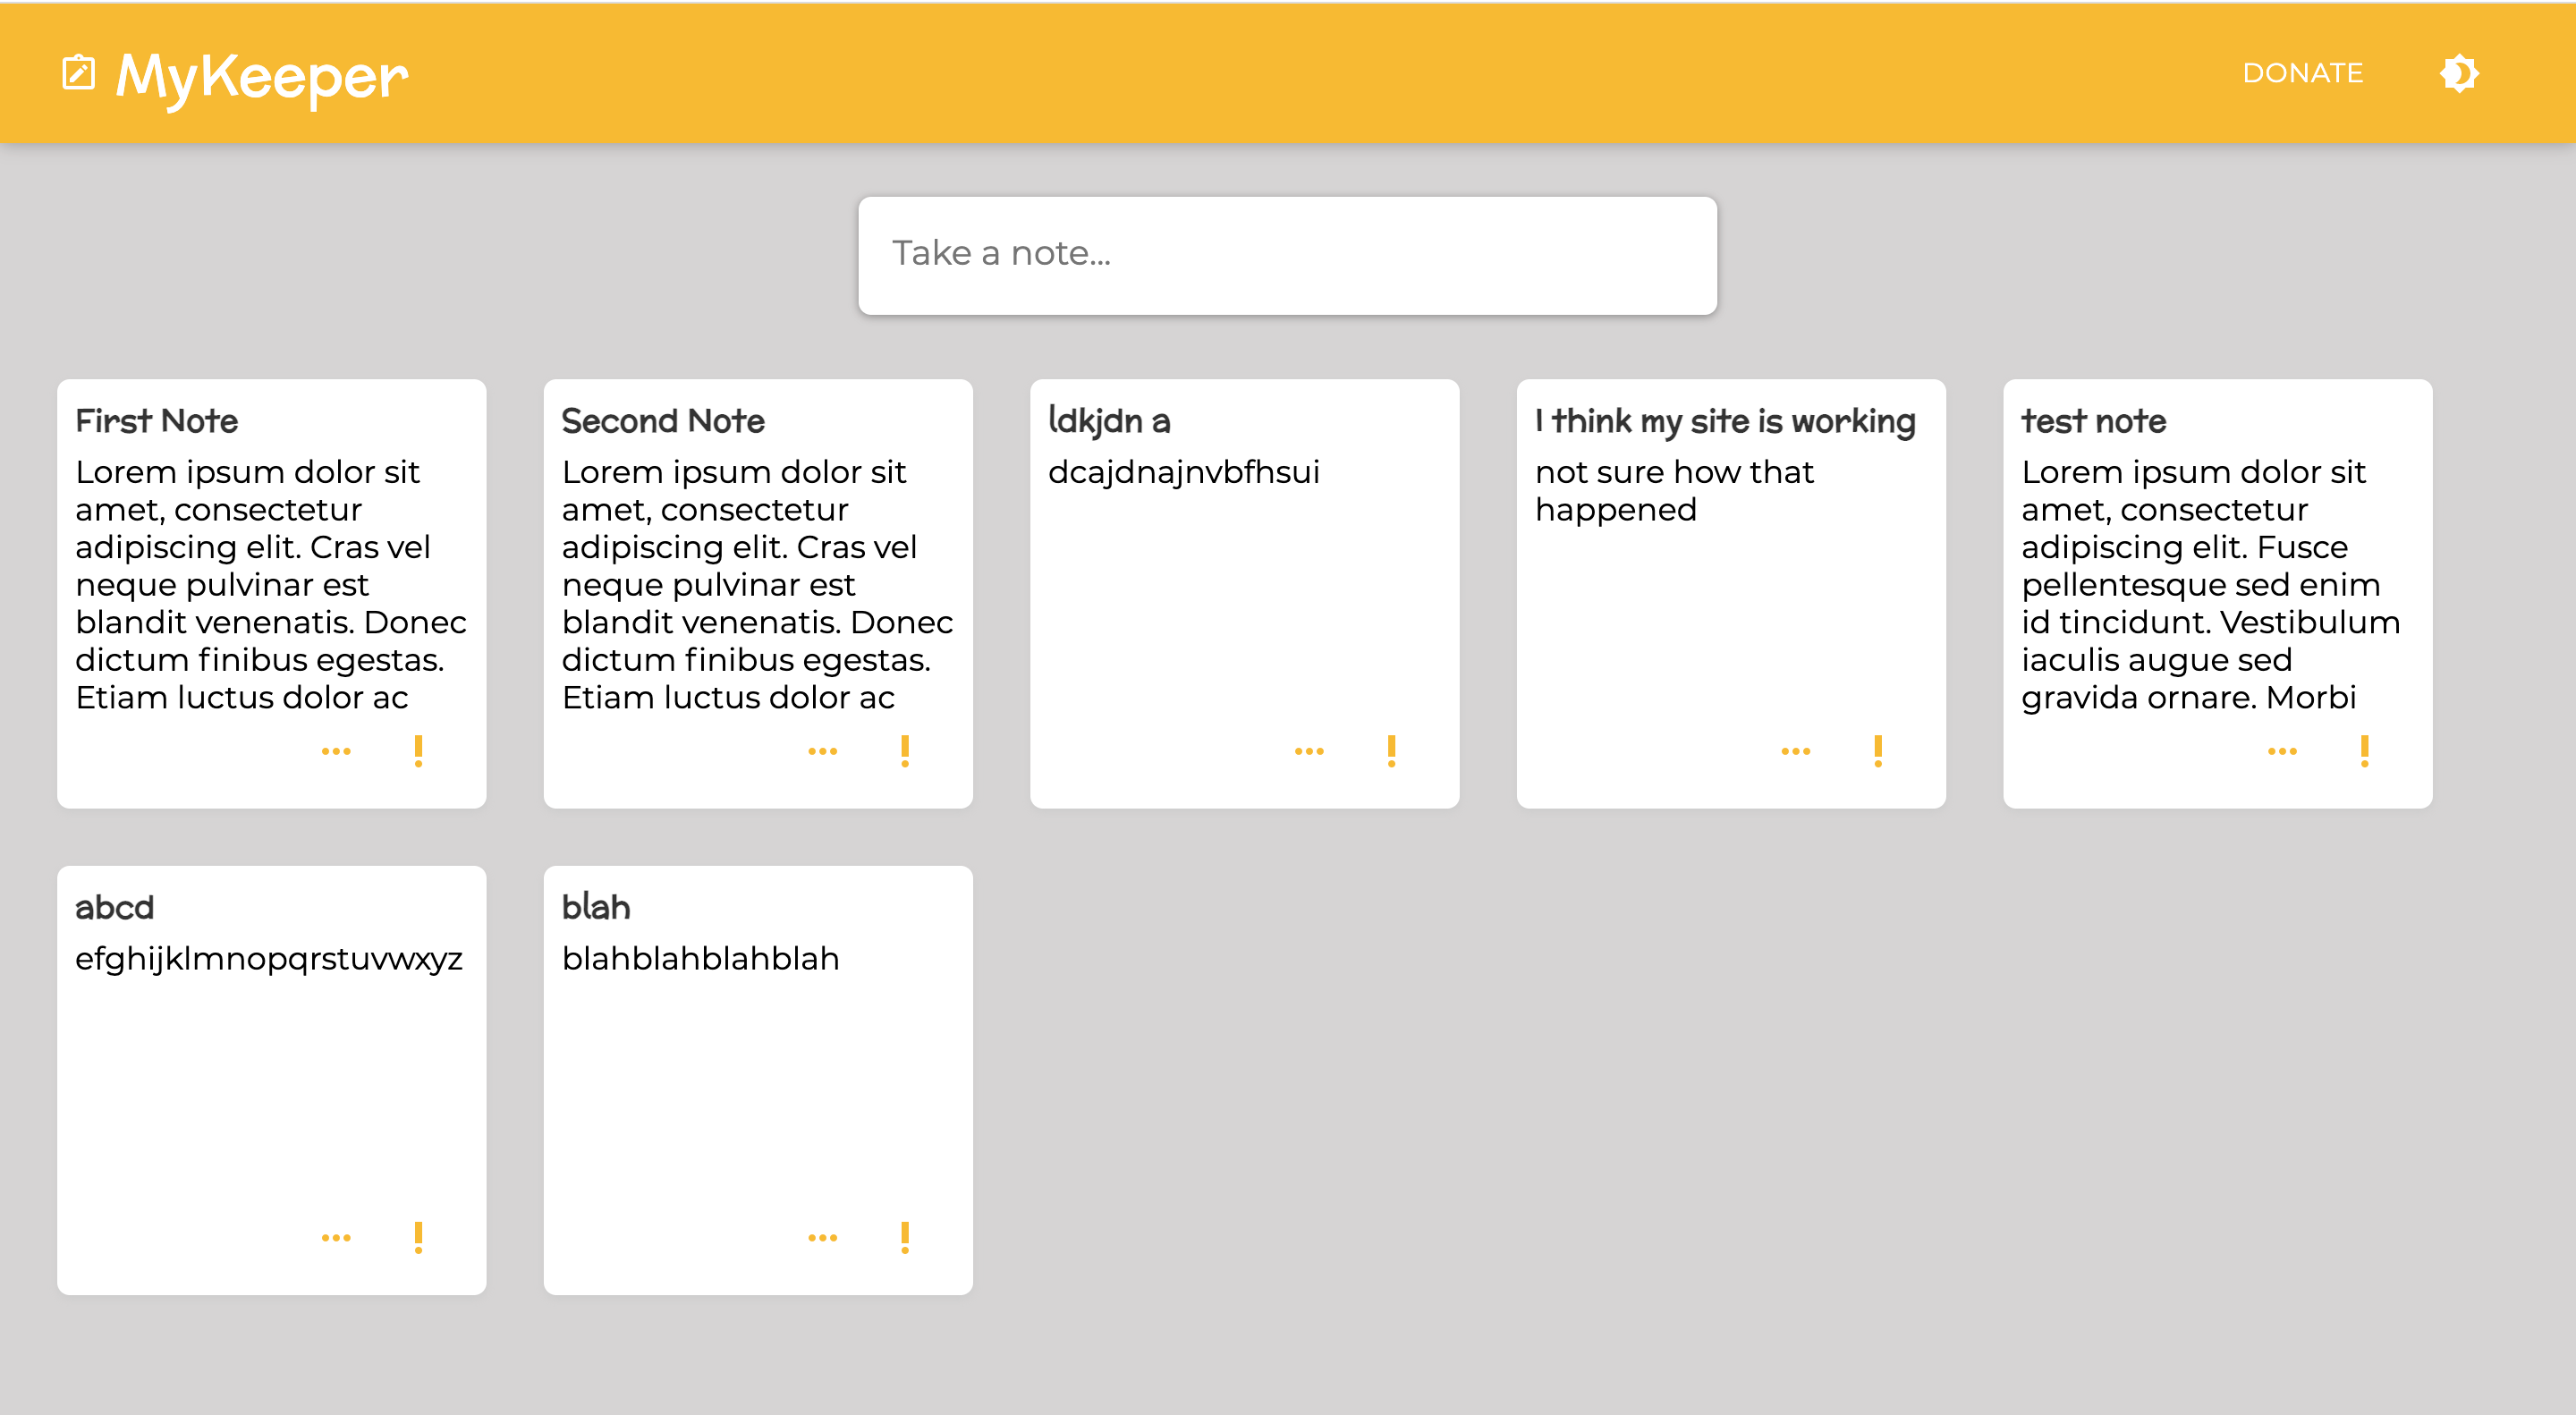 MyKeeper
DONATE
Take a note...
First Note
Lorem ipsum dolor sit
amet, consectetur
adipiscing elit. Cras vel
neque pulvinar est
blandit venenatis. Donec
dictum finibus egestas.
Etiam luctus dolor ac
... !
Second Note
Lorem ipsum dolor sit
amet, consectetur
adipiscing elit. Cras vel
neque pulvinar est
blandit venenatis. Donec
dictum finibus egestas.
Etiam luctus dolor ac
... !
ldkjdn a
dcajdnajnvbfhsui
... !
I think my site is working
not sure how that
happened
... !
test note
Lorem ipsum dolor sit
amet, consectetur
adipiscing elit. Fusce
pellentesque sed enim
id tincidunt. Vestibulum
iaculis augue sed
gravida ornare. Morbi
... !
abcd
efghijklmnopqrstuvwxyz
... !
blah
blahblahblahblah
... !